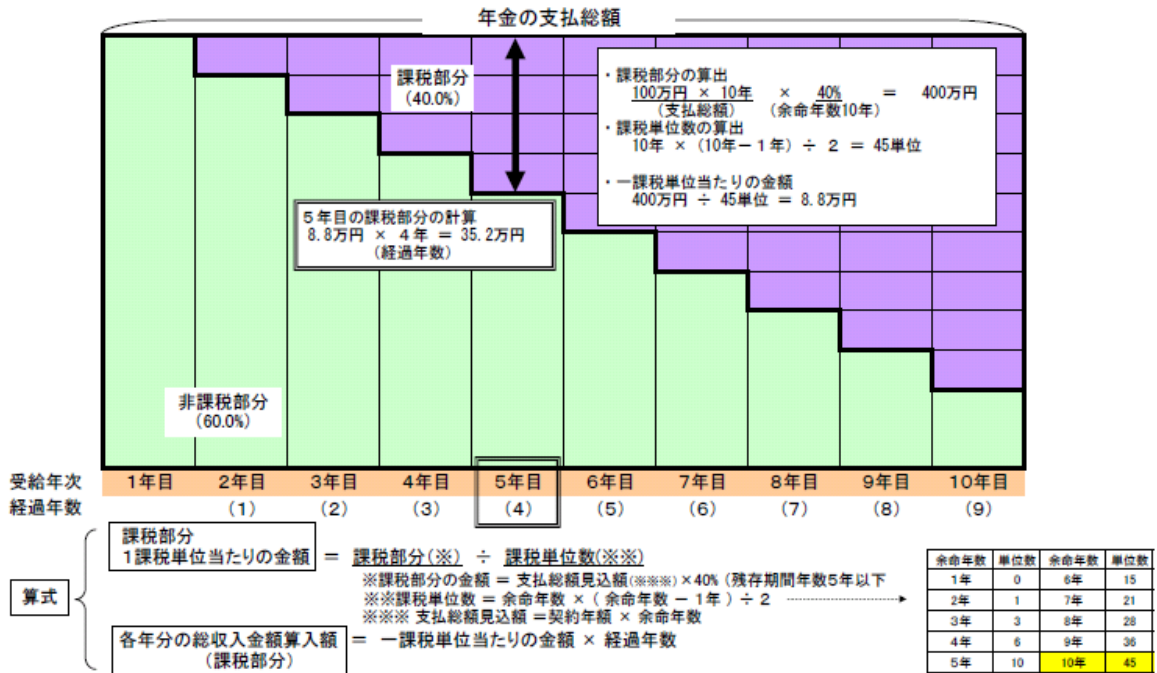 年金の支払総額
課税部分
(40.0%)
・課税部分の算出
100万円 × 10年 × 40% = 400万円
(支払総額) (余命年数10年)
・課税単位数の算出
10年 × (10年－1年) ÷ 2 = 45単位
・一課税単位当たりの金額
400万円 ÷ 45単位 = 8.8万円
5年目の課税部分の計算
8.8万円 × 4年 = 35.2万円
(経過年数)
非課税部分
(60.0%)
受給年次 1年目 2年目 3年目 4年目 5年目 6年目 7年目 8年目 9年目 10年目
経過年数 (1) (2) (3) (4) (5) (6) (7) (8) (9)
算式
課税部分
1課税単位当たりの金額 = 課税部分(※) ÷ 課税単位数(※※)
※課税部分の金額 = 支払総額見込額(※※※)×40% (残存期間年数5年以下
※※課税単位数 = 余命年数 × ( 余命年数 － 1年 ) ÷ 2
※※※ 支払総額見込額 =契約年額 × 余命年数
各年分の総収入金額算入額 = 一課税単位当たりの金額 × 経過年数
(課税部分)
余命年数 単位数 余命年数 単位数
1年 0 6年 15
2年 1 7年 21
3年 3 8年 28
4年 6 9年 36
5年 10 10年 45